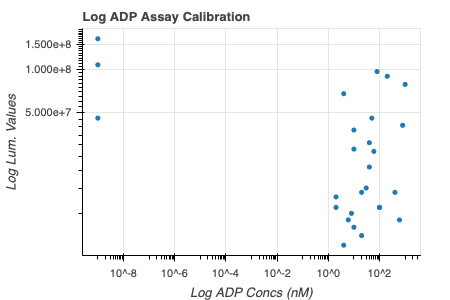 Log ADP Assay Calibration
1.500e+8
1.000e+8
5.000e+7
Log Lum. Values
10^-8 10^-6 10^-4 10^-2 10^0 10^2
Log ADP Concs (nM)